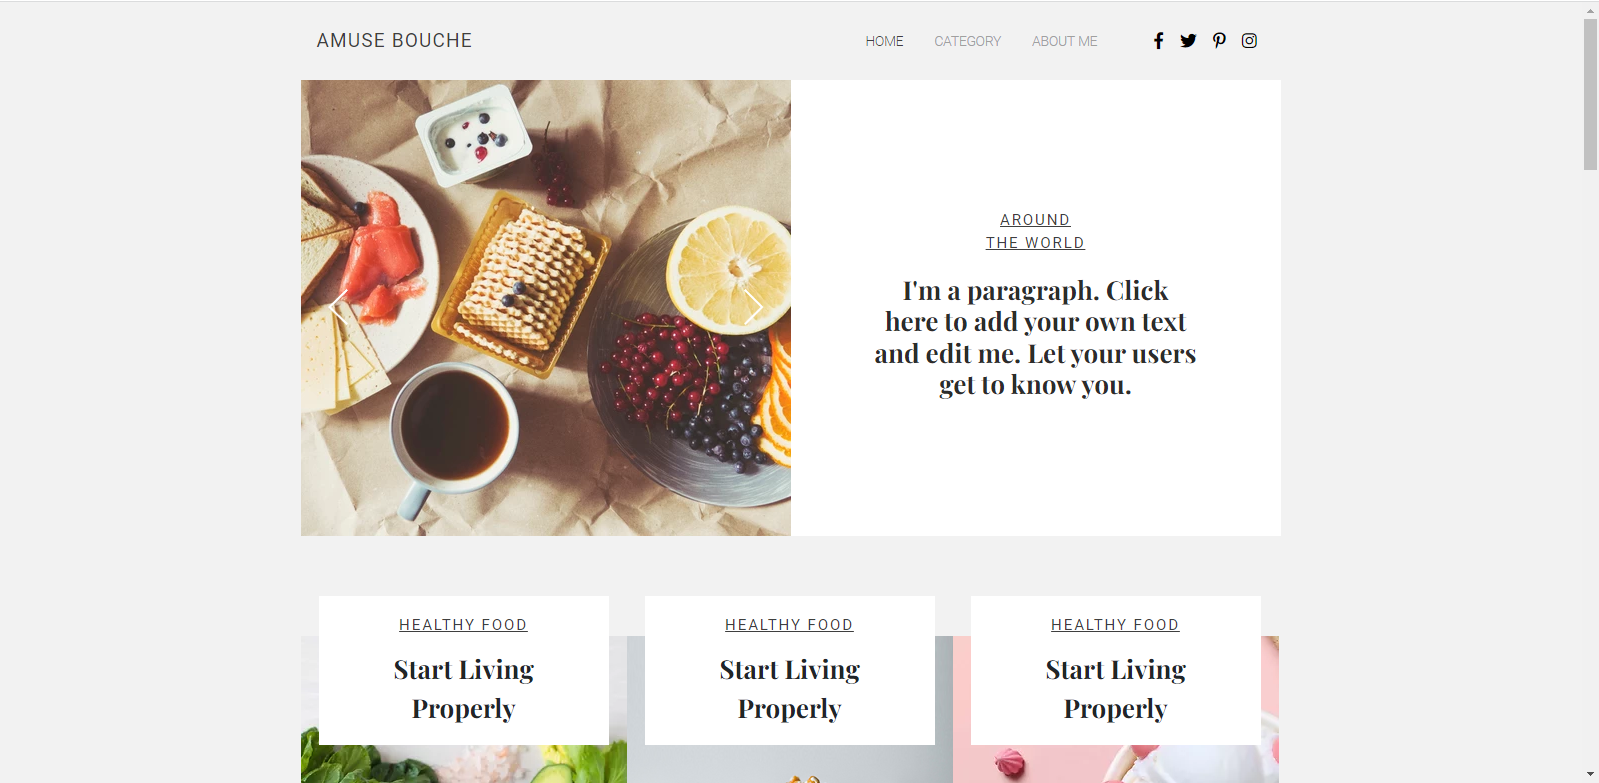 AMUSE BOUCHE
HOME CATEGORY ABOUT ME
AROUND
THE WORLD
I'm a paragraph. Click
here to add your own text
and edit me. Let your users
get to know you.
HEALTHY FOOD
Start Living
Properly
HEALTHY FOOD
Start Living
Properly
HEALTHY FOOD
Start Living
Properly